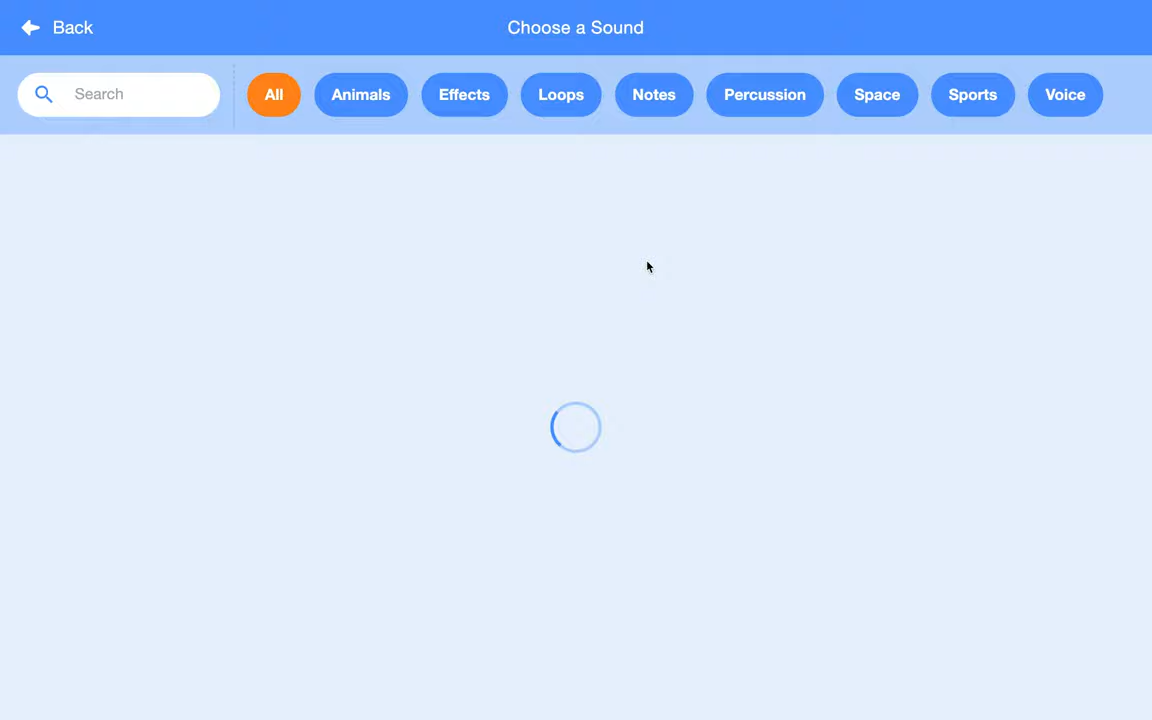 Back
Choose a Sound
Search
All
Animals
Effects
Loops
Notes
Percussion
Space
Sports
Voice